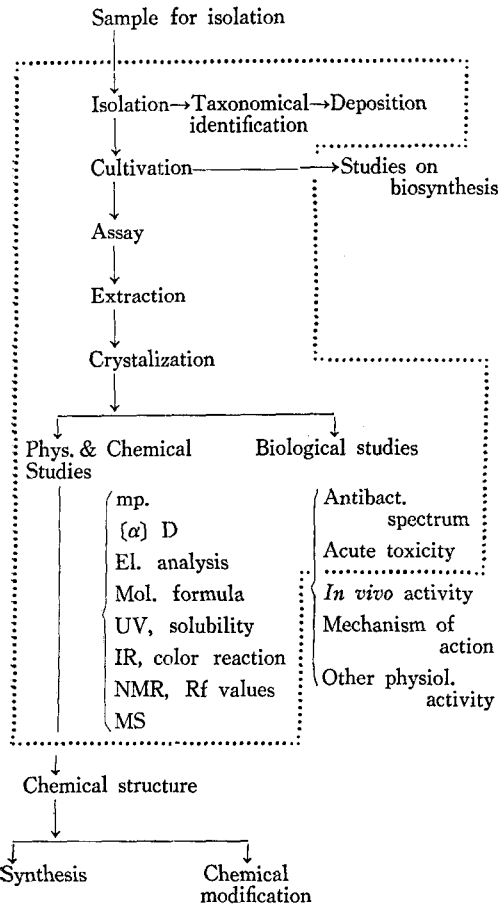 Sample for isolation
Isolation→Taxonomical→Deposition
identification
Cultivation→Studies on
biosynthesis
Assay
Extraction
Crystalization
Phys. & Chemical
Studies
mp.
(α) D
El. analysis
Mol. formula
UV, solubility
IR, color reaction
NMR, Rf values
MS
Biological studies
Antibact.
spectrum
Acute toxicity
In vivo activity
Mechanism of
action
Other physiol.
activity
Chemical structure
Synthesis
Chemical
modification